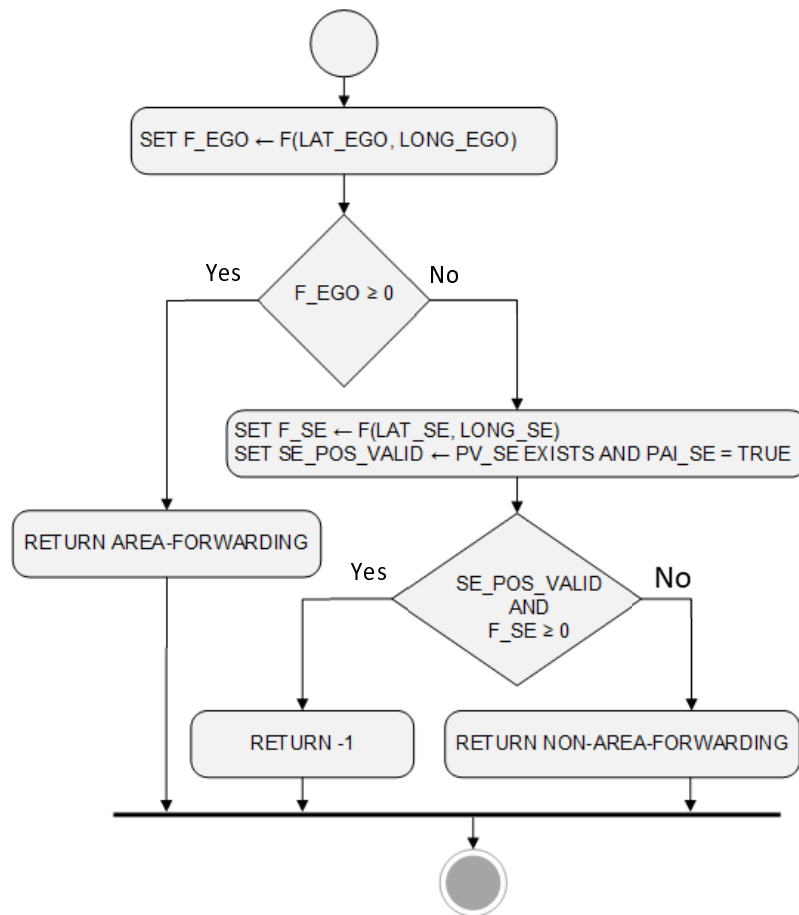 SET F_EGO ← F(LAT_EGO, LONG_EGO)
Yes
No
F_EGO ≥ 0
SET F_SE ← F(LAT_SE, LONG_SE)
SET SE_POS_VALID ← PV_SE EXISTS AND PAI_SE = TRUE
RETURN AREA-FORWARDING
Yes
No
SE_POS_VALID
AND
F_SE ≥ 0
RETURN -1
RETURN NON-AREA-FORWARDING